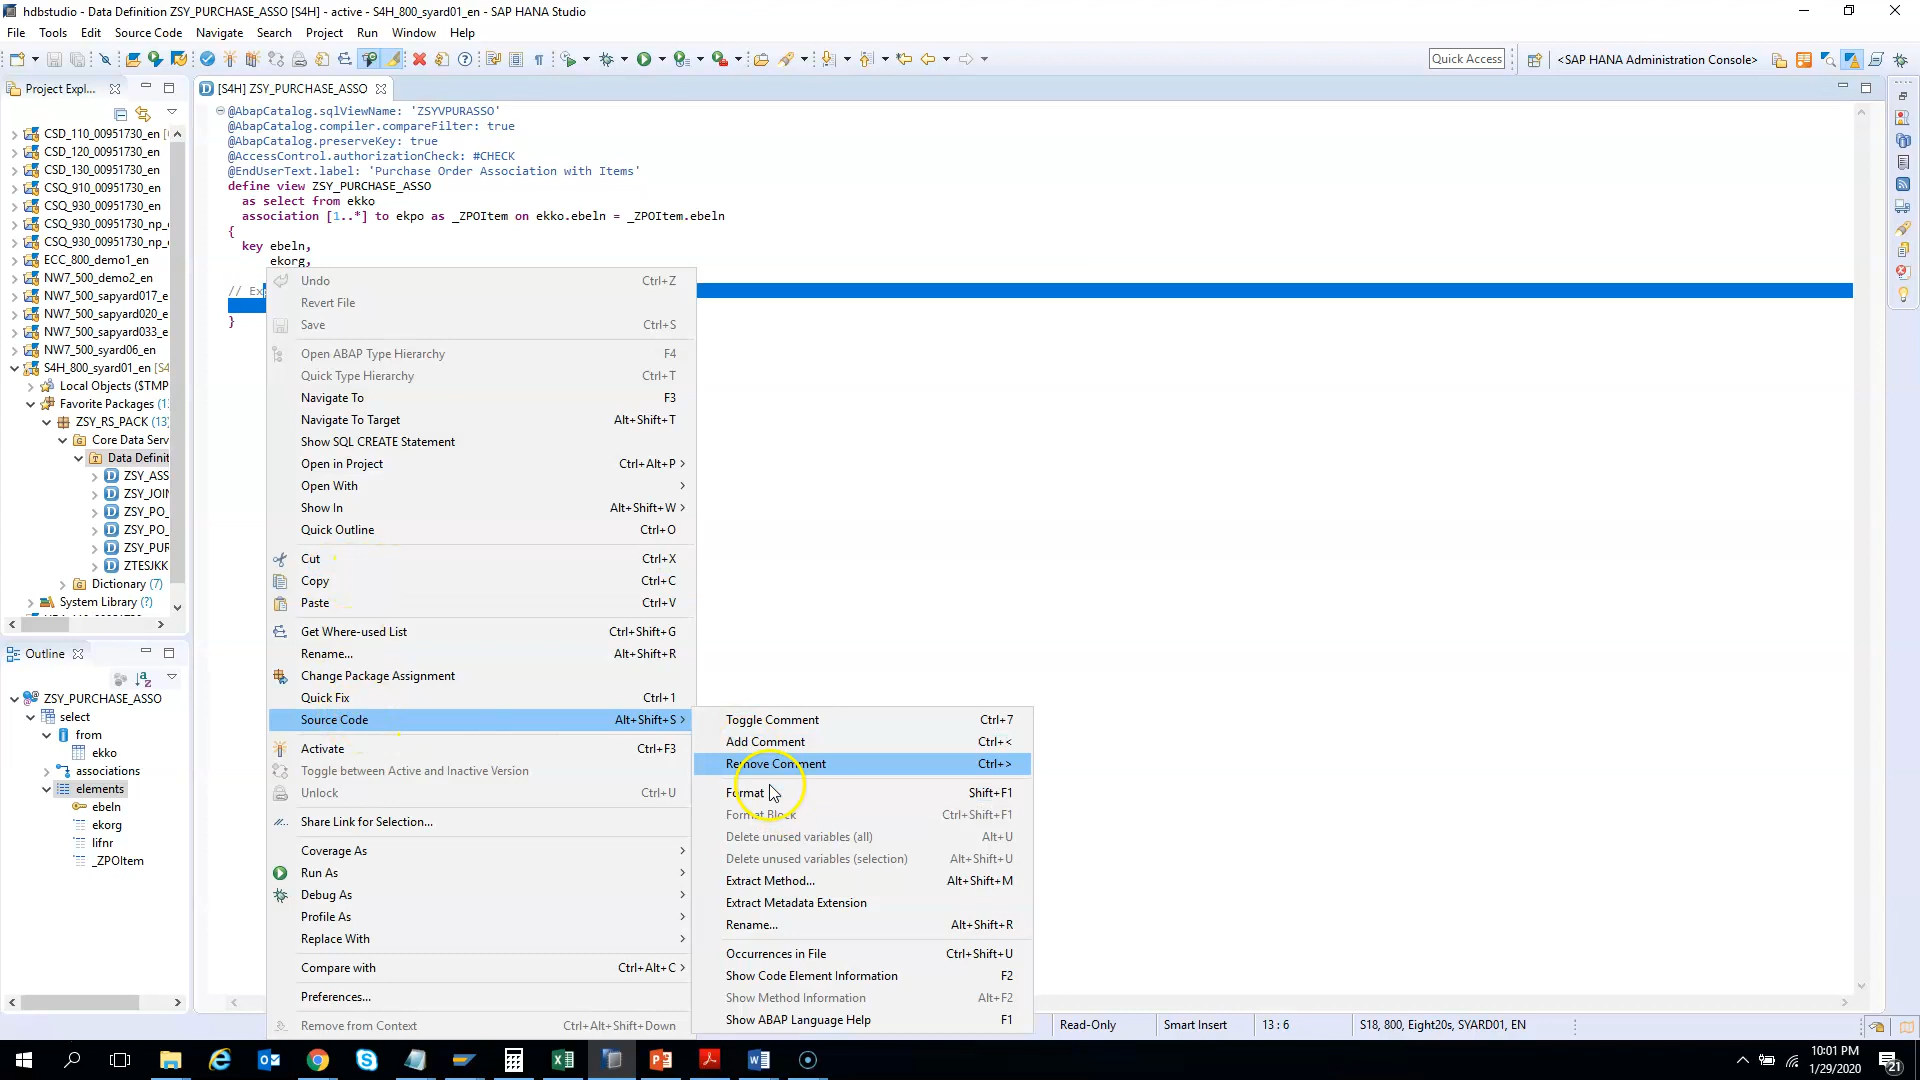 hdbstudio - Data Definition ZSY_PURCHASE_ASSO [S4H] - active - S4H_800_syard01_en - SAP HANA Studio
File Tools Edit Source Code Navigate Search Project Run Window Help
Quick Access
<SAP HANA Administration Console>
Project Expl...
[S4H] ZSY_PURCHASE_ASSO
CSD_110_00951730_en
CSD_120_00951730_en
CSD_130_00951730_en
CSQ_910_00951730_en
CSQ_930_00951730_en
CSQ_930_00951730_np_
CSQ_930_00951730_np_
ECC_800_demo1_en
NW7_500_demo2_en
NW7_500_sapyard017_e
NW7_500_sapyard020_e
NW7_500_sapyard033_e
NW7_500_syard06_en
S4H_800_syard01_en [S4
Local Objects ($TMP
Favorite Packages (1
ZSY_RS_PACK (13)
Core Data Serv
Data Definit
ZSY_ASS
ZSY_JOI
ZSY_PO_
ZSY_PO_
ZSY_PUR
ZTESJKK
Dictionary (7)
System Library (?)
Outline
ZSY_PURCHASE_ASSO
select
from
ekko
associations
elements
ebeln
ekorg
lifnr
_ZPOItem
@AbapCatalog.sqlViewName: 'ZSYVPURASSO'
@AbapCatalog.compiler.compareFilter: true
@AbapCatalog.preserveKey: true
@AccessControl.authorizationCheck: #CHECK
@EndUserText.label: 'Purchase Order Association with Items'
define view ZSY_PURCHASE_ASSO
as select from ekko
association [1..*] to ekpo as _ZPOItem on ekko.ebeln = _ZPOItem.ebeln
{
key ebeln,
ekorg,
// Ex
}
Undo Ctrl+Z
Revert File
Save Ctrl+S
Open ABAP Type Hierarchy F4
Quick Type Hierarchy Ctrl+T
Navigate To F3
Navigate To Target Alt+Shift+T
Show SQL CREATE Statement
Open in Project Ctrl+Alt+P >
Open With >
Show In Alt+Shift+W >
Quick Outline Ctrl+O
Cut Ctrl+X
Copy Ctrl+C
Paste Ctrl+V
Get Where-used List Ctrl+Shift+G
Rename... Alt+Shift+R
Change Package Assignment
Quick Fix Ctrl+1
Source Code Alt+Shift+S >
Activate Ctrl+F3
Toggle between Active and Inactive Version
Unlock Ctrl+U
Share Link for Selection...
Coverage As >
Run As >
Debug As >
Profile As >
Replace With >
Compare with Ctrl+Alt+C >
Preferences...
Remove from Context Ctrl+Alt+Shift+Down
Toggle Comment Ctrl+7
Add Comment Ctrl+<
Remove Comment Ctrl+>
Format Shift+F1
Format Block Ctrl+Shift+F1
Delete unused variables (all) Alt+U
Delete unused variables (selection) Alt+Shift+U
Extract Method... Alt+Shift+M
Extract Metadata Extension
Rename... Alt+Shift+R
Occurrences in File Ctrl+Shift+U
Show Code Element Information F2
Show Method Information Alt+F2
Show ABAP Language Help F1
Read-Only Smart Insert 13 : 6 S18, 800, Eight20s, SYARD01, EN
10:01 PM
1/29/2020
21